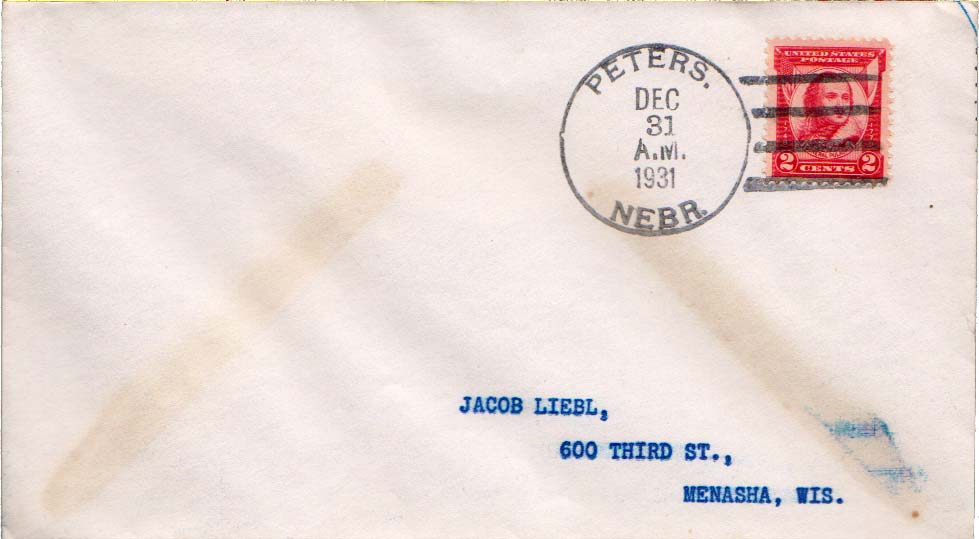 PETERS.
DEC
31
A.M.
1931
NEBR.
UNITED STATES
POSTAGE
2 CENTS 2
JACOB LIEBL,
600 THIRD ST.,
MENASHA, WIS.